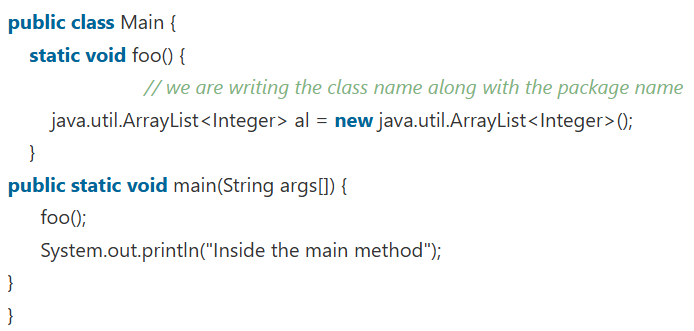 public class Main {
static void foo() {
// we are writing the class name along with the package name
java.util.ArrayList<Integer> al = new java.util.ArrayList<Integer>();
}
public static void main(String args[]) {
foo();
System.out.println("Inside the main method");
}
}